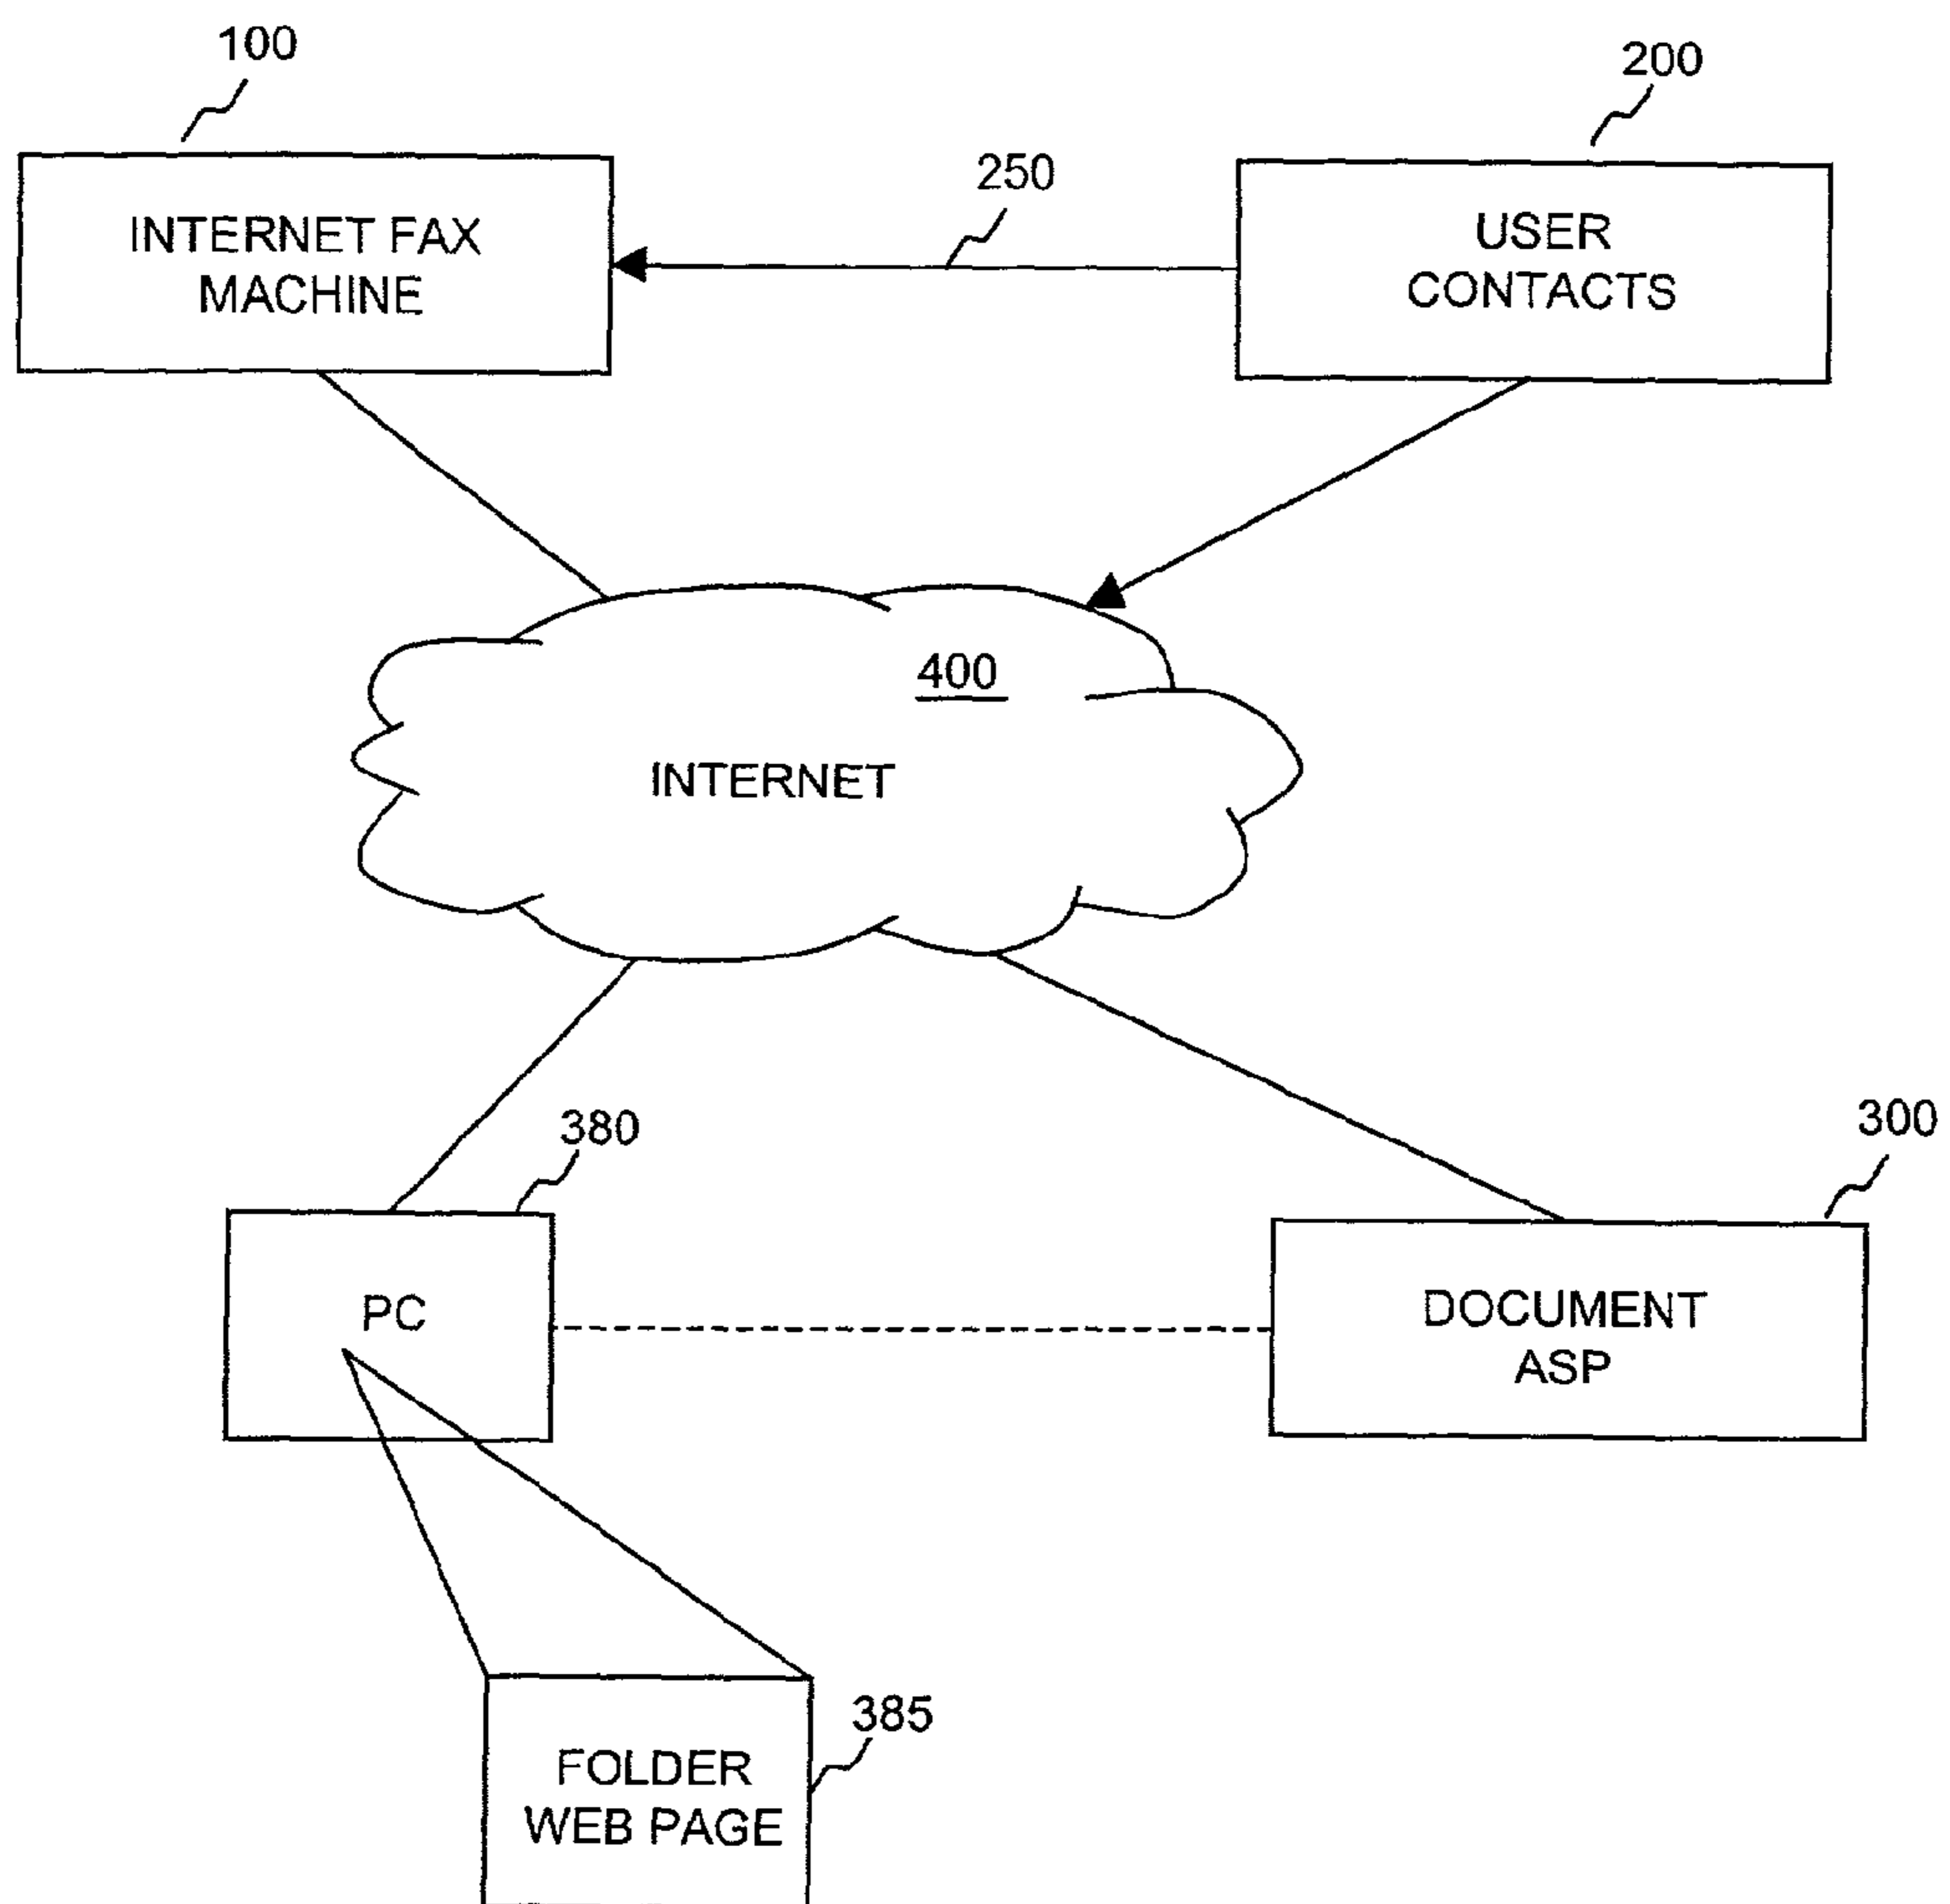 100
200
250
INTERNET FAX
MACHINE
USER
CONTACTS
400
INTERNET
380
300
PC
DOCUMENT
ASP
385
FOLDER
WEB PAGE